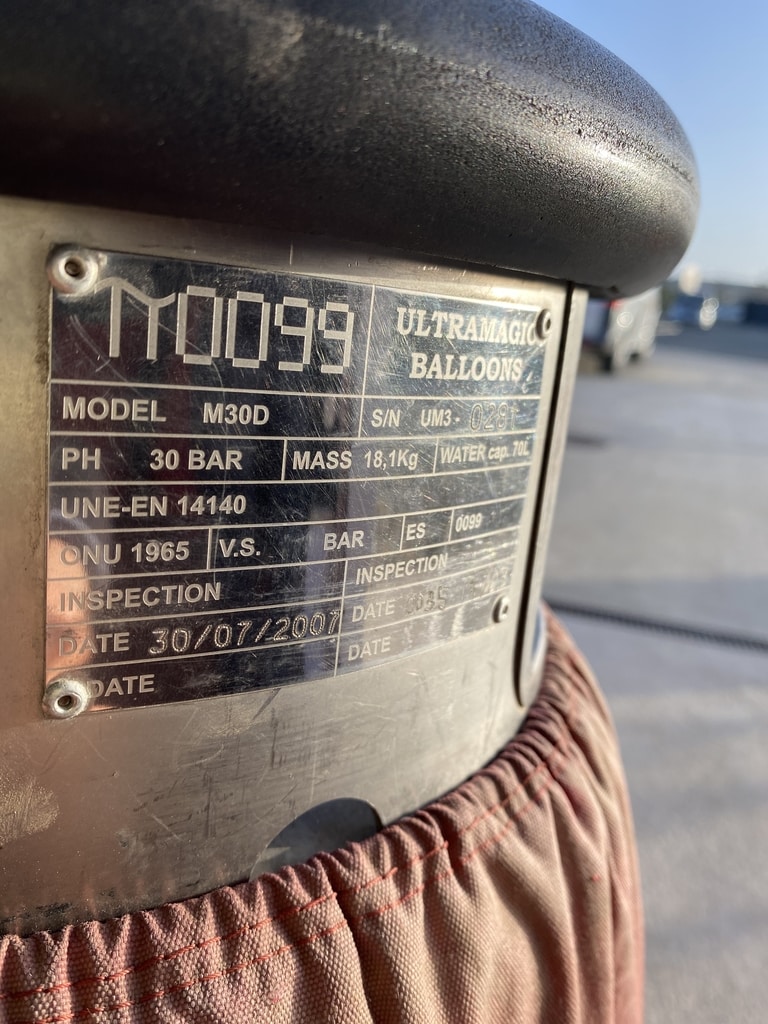 π0099
ULTRAMAGIC
BALLOONS
MODEL M30D
S/N UM3-
PH 30 BAR
MASS 18,1Kg
WATER cap. 70L
UNE-EN 14140
ONU 1965
V.S. BAR
ES
0099
INSPECTION
INSPECTION
DATE 30/07/2007
DATE
DATE
DATE